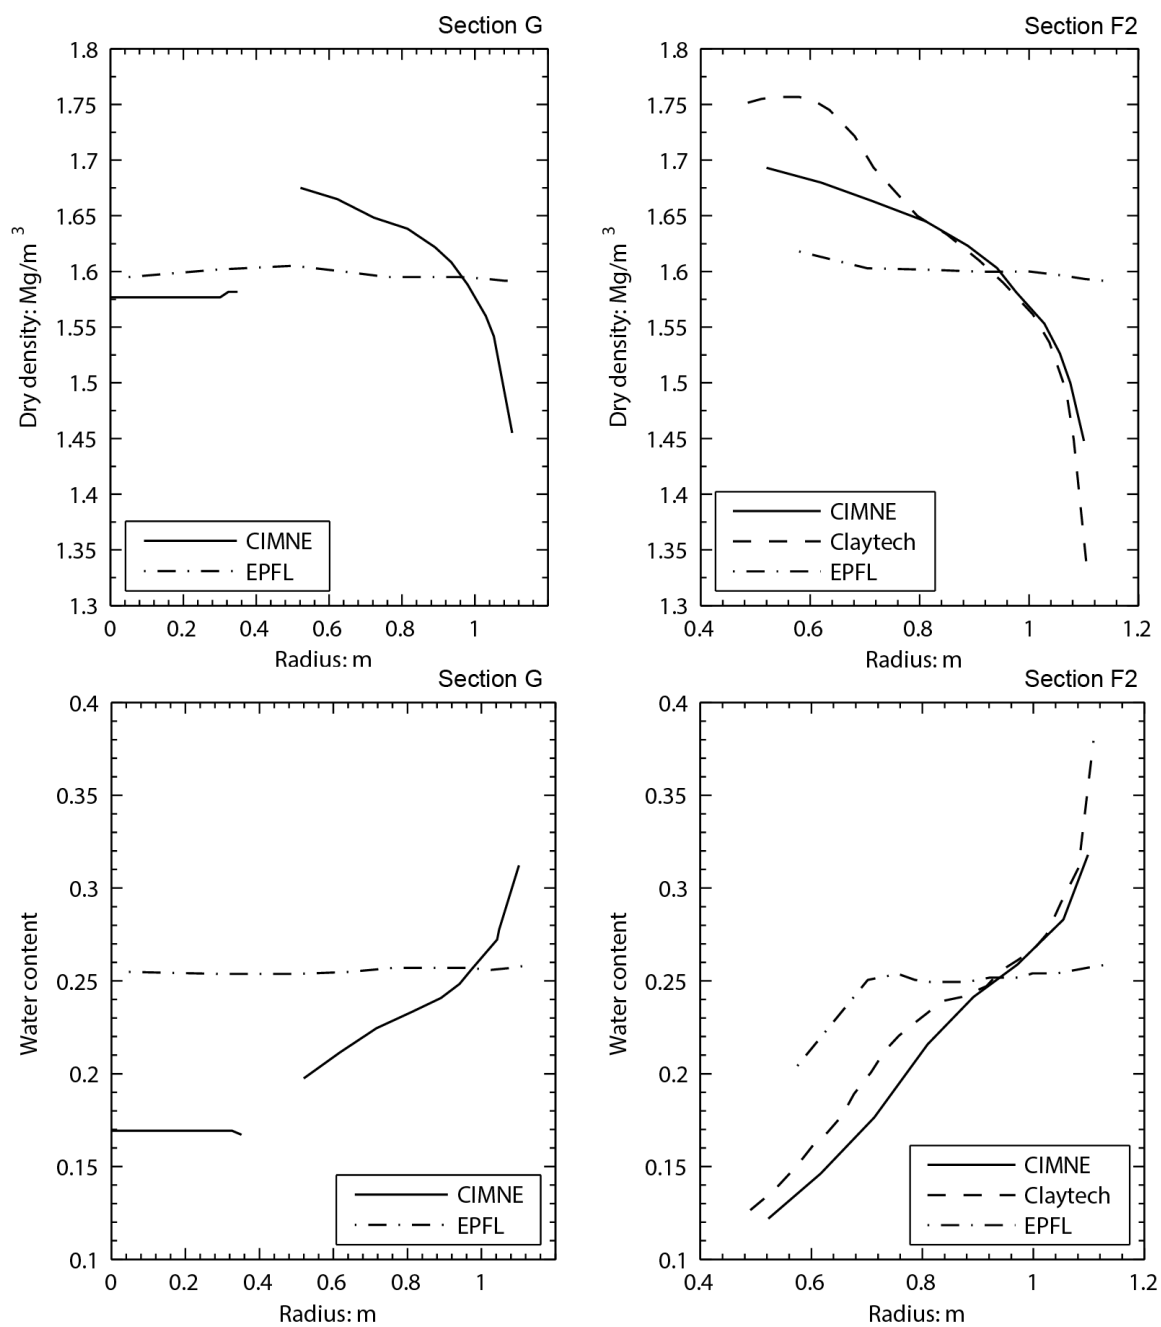 Section G
1.8
1.75
1.7
1.65
1.6
1.55
1.5
1.45
1.4
1.35
1.3
Dry density: Mg/m 3
CIMNE
EPFL
0 0.2 0.4 0.6 0.8 1
Radius: m
Section F2
1.8
1.75
1.7
1.65
1.6
1.55
1.5
1.45
1.4
1.35
1.3
Dry density: Mg/m 3
CIMNE
Claytech
EPFL
0.4 0.6 0.8 1 1.2
Radius: m
Section G
0.4
0.35
0.3
0.25
0.2
0.15
0.1
Water content
CIMNE
EPFL
0 0.2 0.4 0.6 0.8 1
Radius: m
Section F2
0.4
0.35
0.3
0.25
0.2
0.15
0.1
Water content
CIMNE
Claytech
EPFL
0.4 0.6 0.8 1 1.2
Radius: m